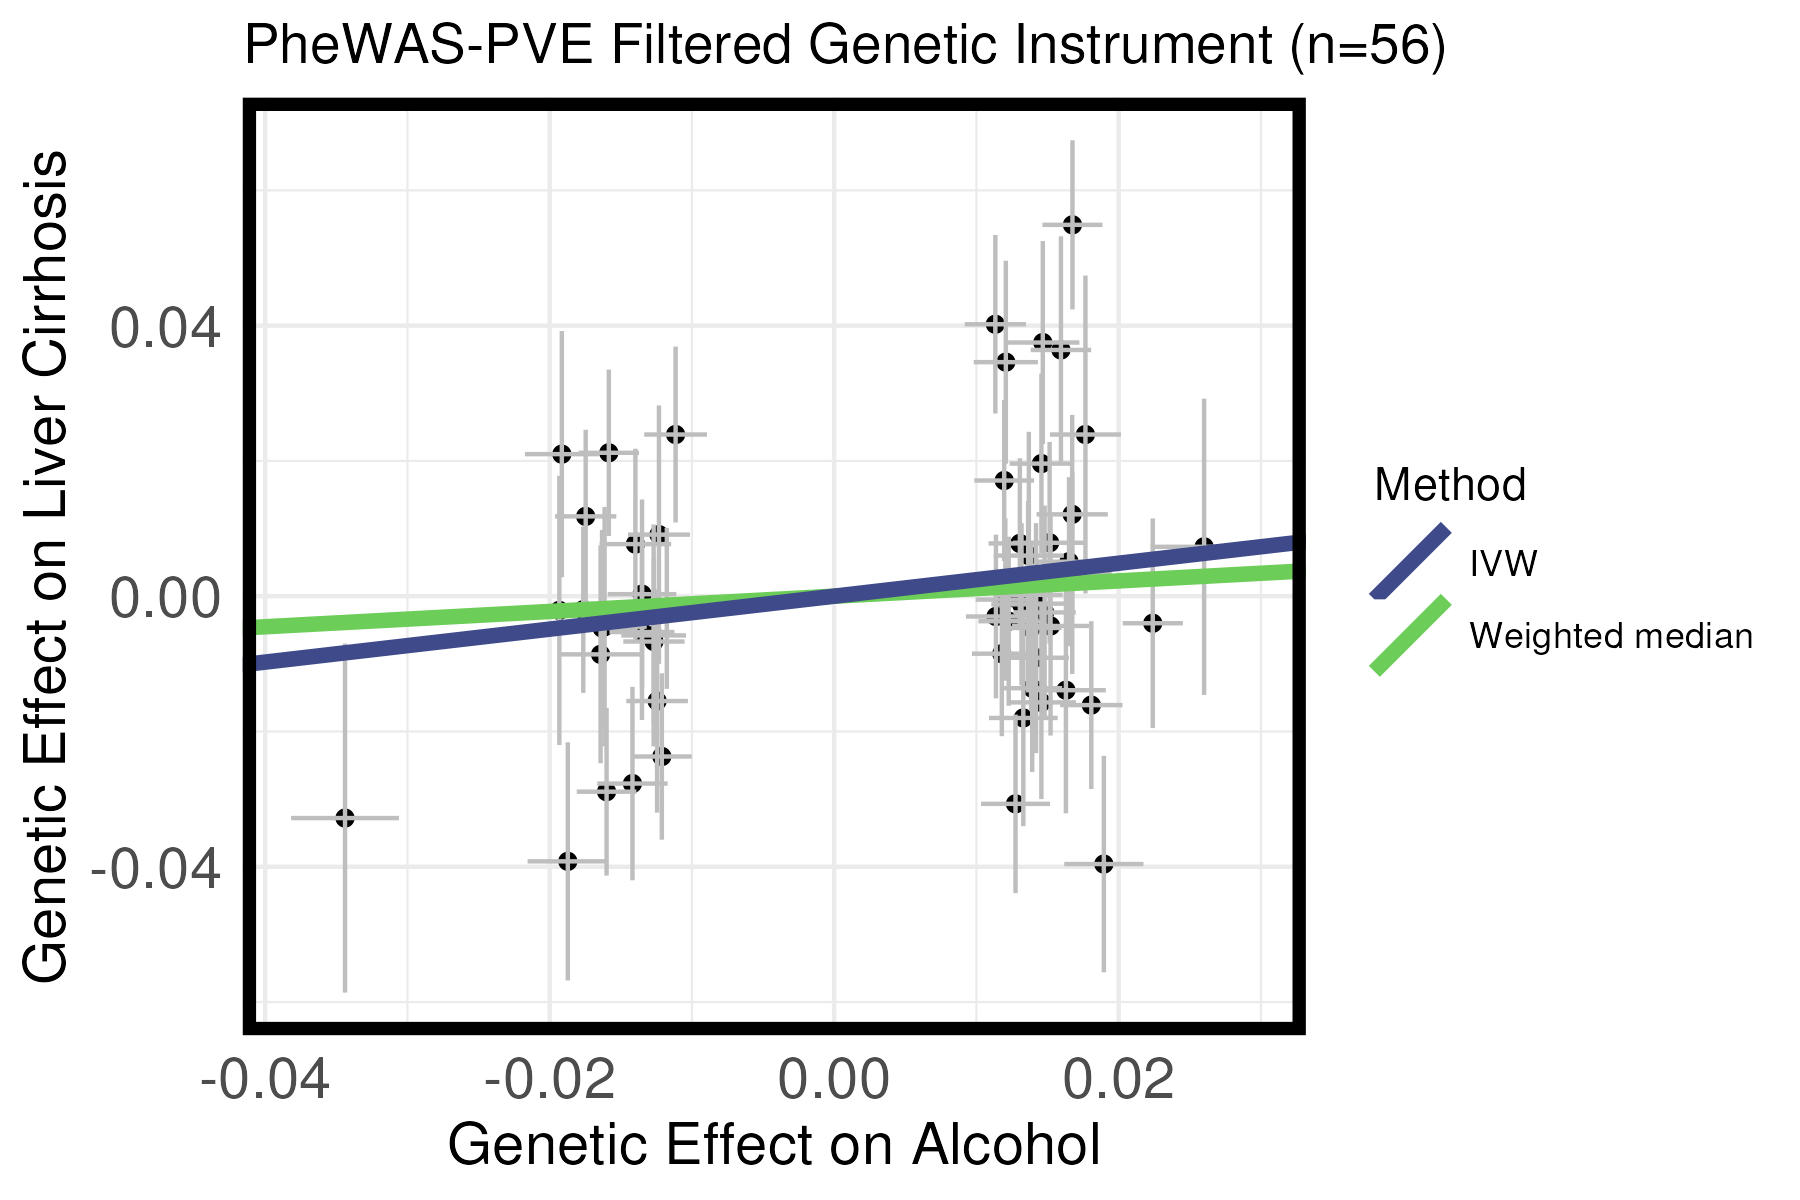 PheWAS-PVE Filtered Genetic Instrument (n=56)
Genetic Effect on Liver Cirrhosis
0.04
0.00
-0.04
-0.04
-0.02
0.00
0.02
Genetic Effect on Alcohol
Method
IVW
Weighted median